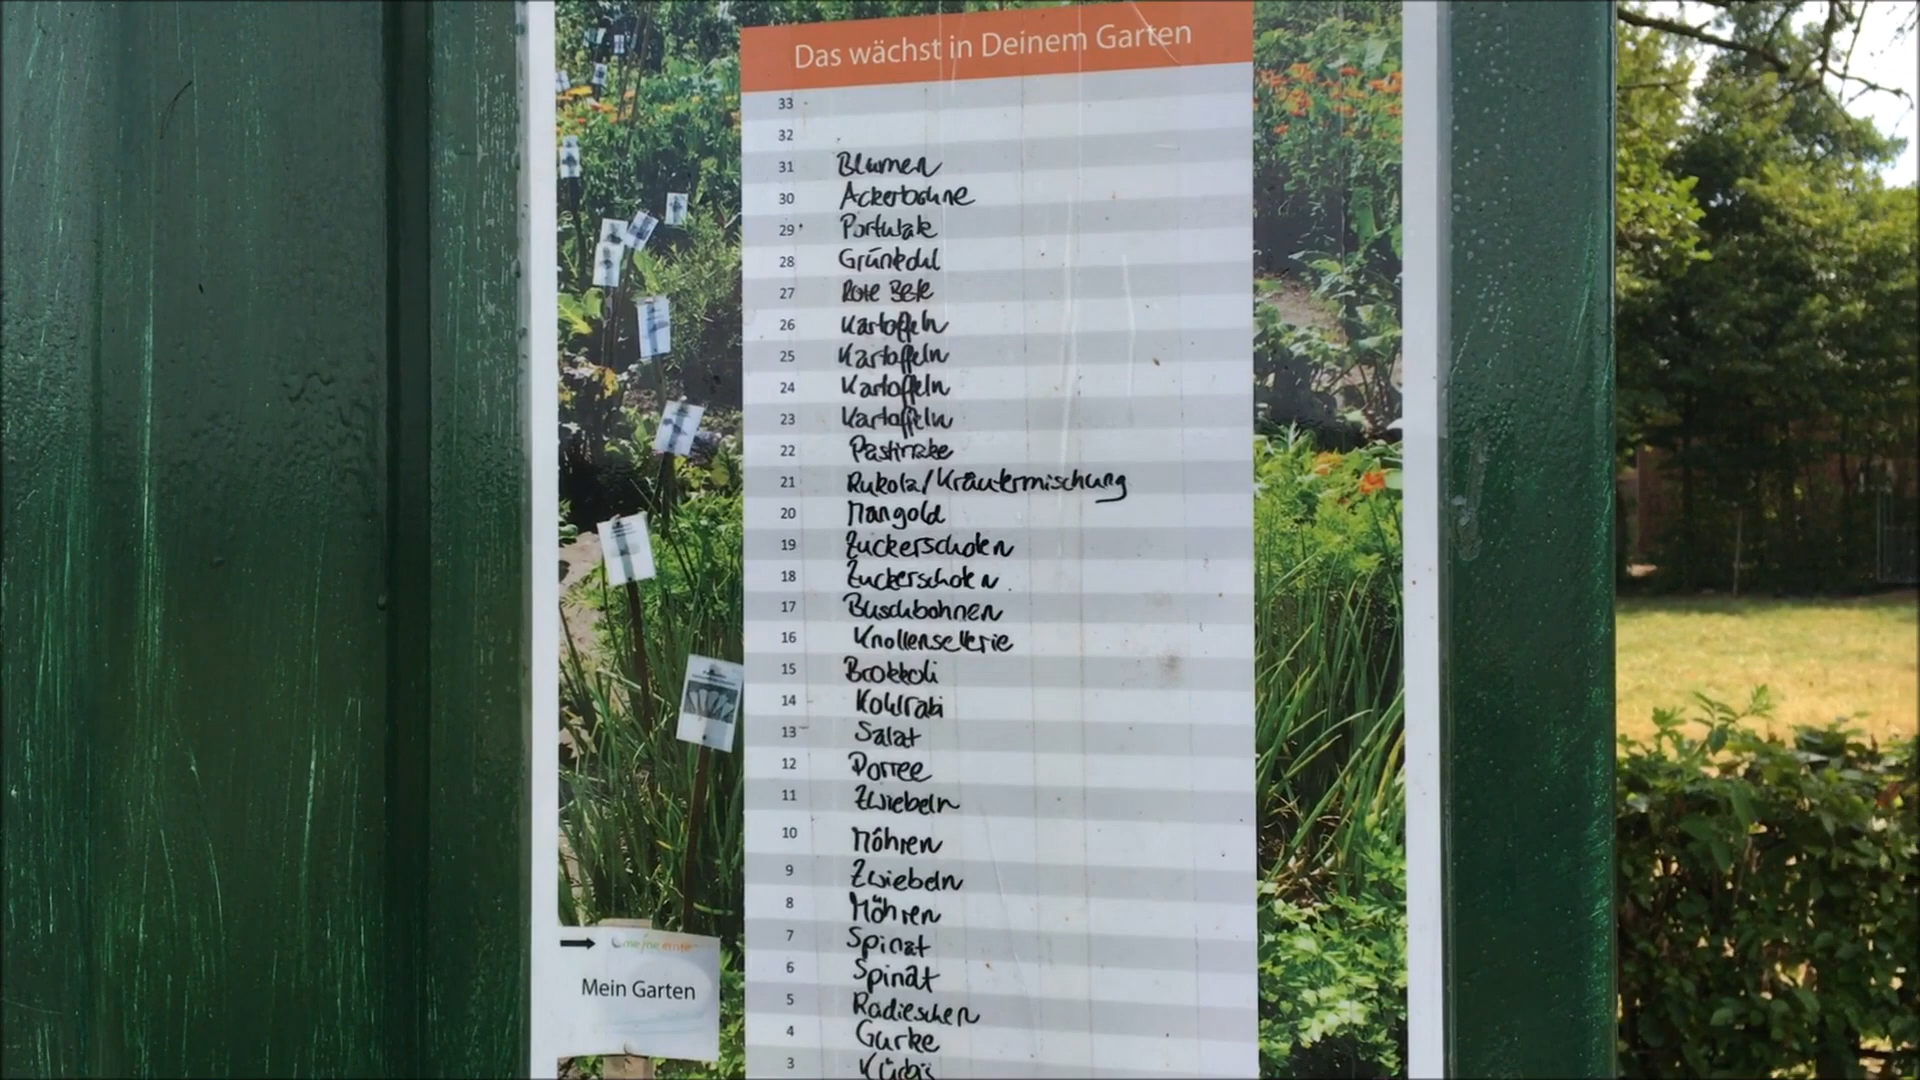 Das wächst in Deinem Garten
33
32
31 Blumen
30 Ackerbohne
29 Portulak
28 Grünkohl
27 Rote Bete
26 Kartoffeln
25 Kartoffeln
24 Kartoffeln
23 Kartoffeln
22 Pastinake
21 Rukola/Kräutermischung
20 Mangold
19 Zuckerschoten
18 Zuckerschoten
17 Buschbohnen
16 Knollensellerie
15 Brokkoli
14 Kohlrabi
13 Salat
12 Porree
11 Zwiebeln
10 Möhren
9 Zwiebeln
8 Möhren
7 Spinat
6 Spinat
5 Radieschen
4 Gurke
3 Kürbis
meine ernte
Mein Garten